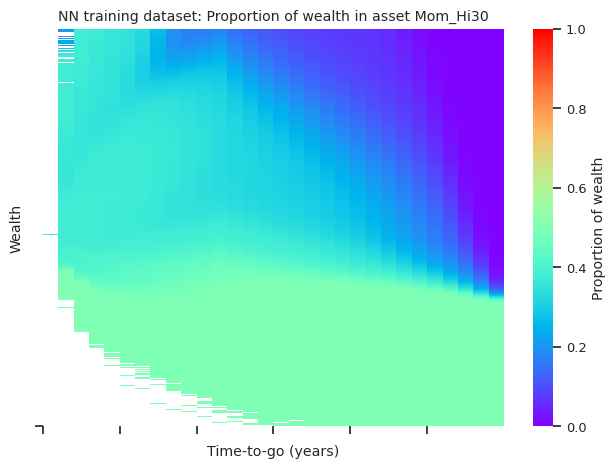 NN training dataset: Proportion of wealth in asset Mom_Hi30
Wealth
Time-to-go (years)
1.0
0.8
0.6
0.4
0.2
0.0
Proportion of wealth